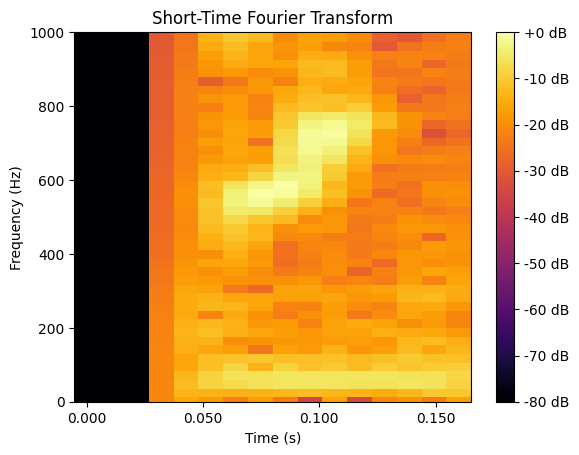 Short-Time Fourier Transform
Frequency (Hz)
1000
800
600
400
200
0
0.000
0.050
0.100
0.150
Time (s)
+0 dB
-10 dB
-20 dB
-30 dB
-40 dB
-50 dB
-60 dB
-70 dB
-80 dB